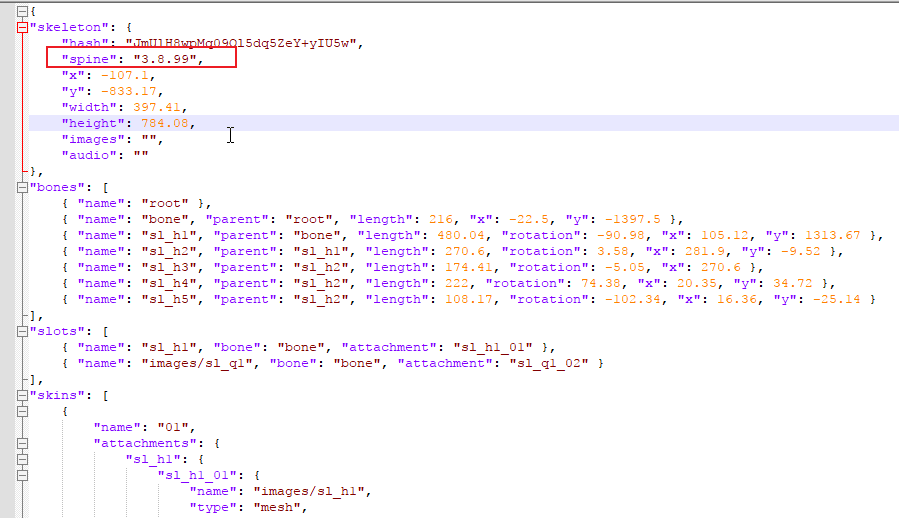 {
"skeleton": {
"hash": "JmUlH8wpMq09Ol5dq5ZeY+yIU5w",
"spine": "3.8.99",
"x": -107.1,
"y": -833.17,
"width": 397.41,
"height": 784.08,
"images": "",
"audio": ""
},
"bones": [
{ "name": "root" },
{ "name": "bone", "parent": "root", "length": 216, "x": -22.5, "y": -1397.5 },
{ "name": "sl_h1", "parent": "bone", "length": 480.04, "rotation": -90.98, "x": 105.12, "y": 1313.67 },
{ "name": "sl_h2", "parent": "sl_h1", "length": 270.6, "rotation": 3.58, "x": 281.9, "y": -9.52 },
{ "name": "sl_h3", "parent": "sl_h2", "length": 174.41, "rotation": -5.05, "x": 270.6 },
{ "name": "sl_h4", "parent": "sl_h2", "length": 222, "rotation": 74.38, "x": 20.35, "y": 34.72 },
{ "name": "sl_h5", "parent": "sl_h2", "length": 108.17, "rotation": -102.34, "x": 16.36, "y": -25.14 }
],
"slots": [
{ "name": "sl_h1", "bone": "bone", "attachment": "sl_h1_01" },
{ "name": "images/sl_q1", "bone": "bone", "attachment": "sl_q1_02" }
],
"skins": [
{
"name": "01",
"attachments": {
"sl_h1": {
"sl_h1_01": {
"name": "images/sl_h1",
"type": "mesh",